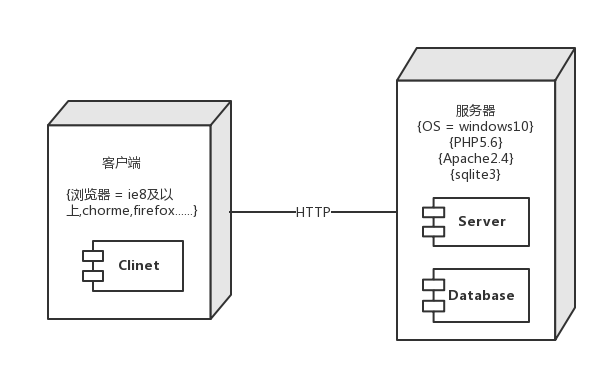 客户端
{浏览器 = ie8及以
上,chorme,firefox......}
Clinet
HTTP
服务器
{OS = windows10}
{PHP5.6}
{Apache2.4}
{sqlite3}
Server
Database